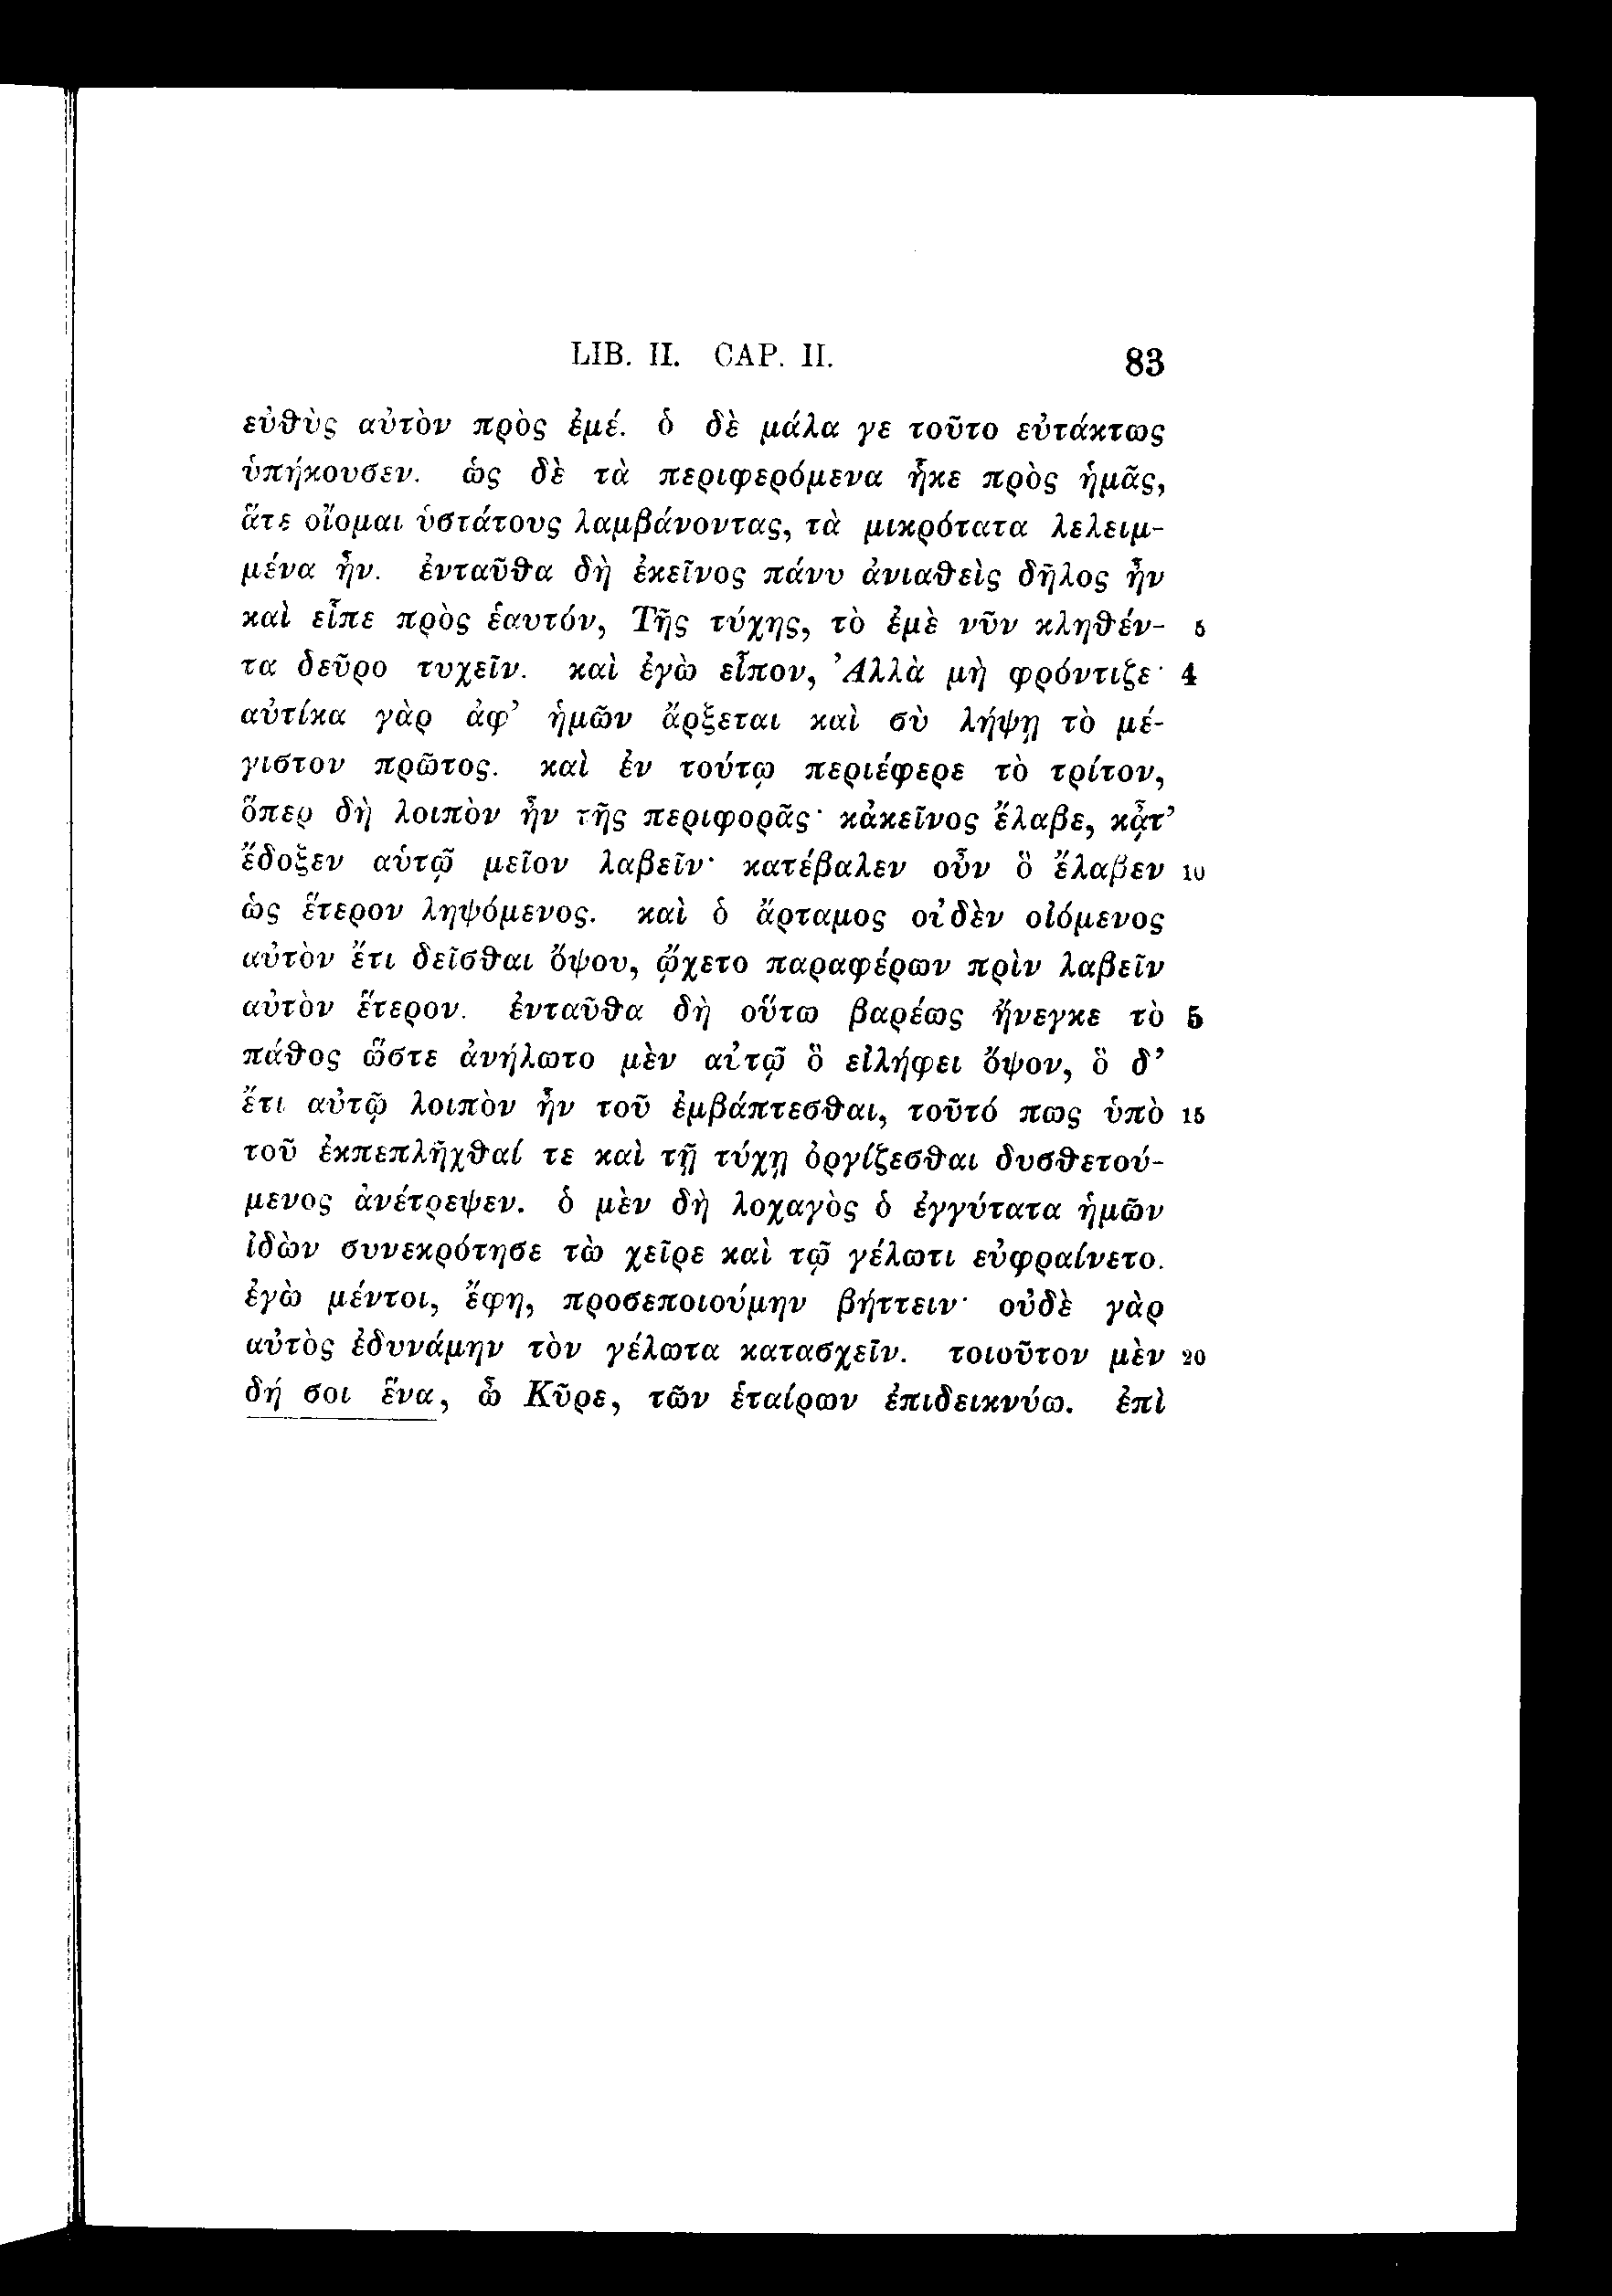 LIB. II. CAP. II. 83
εὐθὺς αὐτὸν πρὸς ἐμέ. ὁ δὲ μάλα γε τοῦτο εὐτάκτως
ὑπήκουσεν. ὡς δὲ τὰ περιφερόμενα ἧκε πρὸς ἡμᾶς,
ἅτε οἴομαι ὑστάτους λαμβάνοντας, τὰ μικρότατα λελειμ-
μένα ἦν. ἐνταῦθα δὴ ἐκεῖνος πάνυ ἀνιαθεὶς δῆλος ἦν
καὶ εἶπε πρὸς ἑαυτόν, Τῆς τύχης, τὸ ἐμὲ νῦν κληθέν- 5
τα δεῦρο τυχεῖν. καὶ ἐγὼ εἶπον, Ἀλλὰ μὴ φρόντιζε· 4
αὐτίκα γὰρ ἀφ’ ἡμῶν ἄρξεται καὶ σὺ λήψῃ τὸ μέ-
γιστον πρῶτος. καὶ ἐν τούτῳ περιέφερε τὸ τρίτον,
ὅπερ δὴ λοιπὸν ἦν τῆς περιφορᾶς· κἀκεῖνος ἔλαβε, κᾆτ’
ἔδοξεν αὑτῷ μεῖον λαβεῖν· κατέβαλεν οὖν ὃ ἔλαβεν 10
ὡς ἕτερον ληψόμενος. καὶ ὁ ἄρταμος οὐδὲν οἰόμενος
αὐτὸν ἔτι δεῖσθαι ὄψου, ᾤχετο παραφέρων πρὶν λαβεῖν
αὐτὸν ἕτερον. ἐνταῦθα δὴ οὕτω βαρέως ἤνεγκε τὸ 5
πάθος ὥστε ἀνήλωτο μὲν αὐτῷ ὃ εἰλήφει ὄψον, ὃ δ’
ἔτι αὐτῷ λοιπὸν ἦν τοῦ ἐμβάπτεσθαι, τοῦτό πως ὑπὸ 15
τοῦ ἐκπεπλῆχθαί τε καὶ τῇ τύχῃ ὀργίζεσθαι δυσθετού-
μενος ἀνέτρεψεν. ὁ μὲν δὴ λοχαγὸς ὁ ἐγγύτατα ἡμῶν
ἰδὼν συνεκρότησε τὼ χεῖρε καὶ τῷ γέλωτι εὐφραίνετο.
ἐγὼ μέντοι, ἔφη, προσεποιούμην βήττειν· οὐδὲ γὰρ
αὐτὸς ἐδυνάμην τὸν γέλωτα κατασχεῖν. τοιοῦτον μὲν 20
δή σοι ἕνα, ὦ Κῦρε, τῶν ἑταίρων ἐπιδεικνύω. ἐπὶ